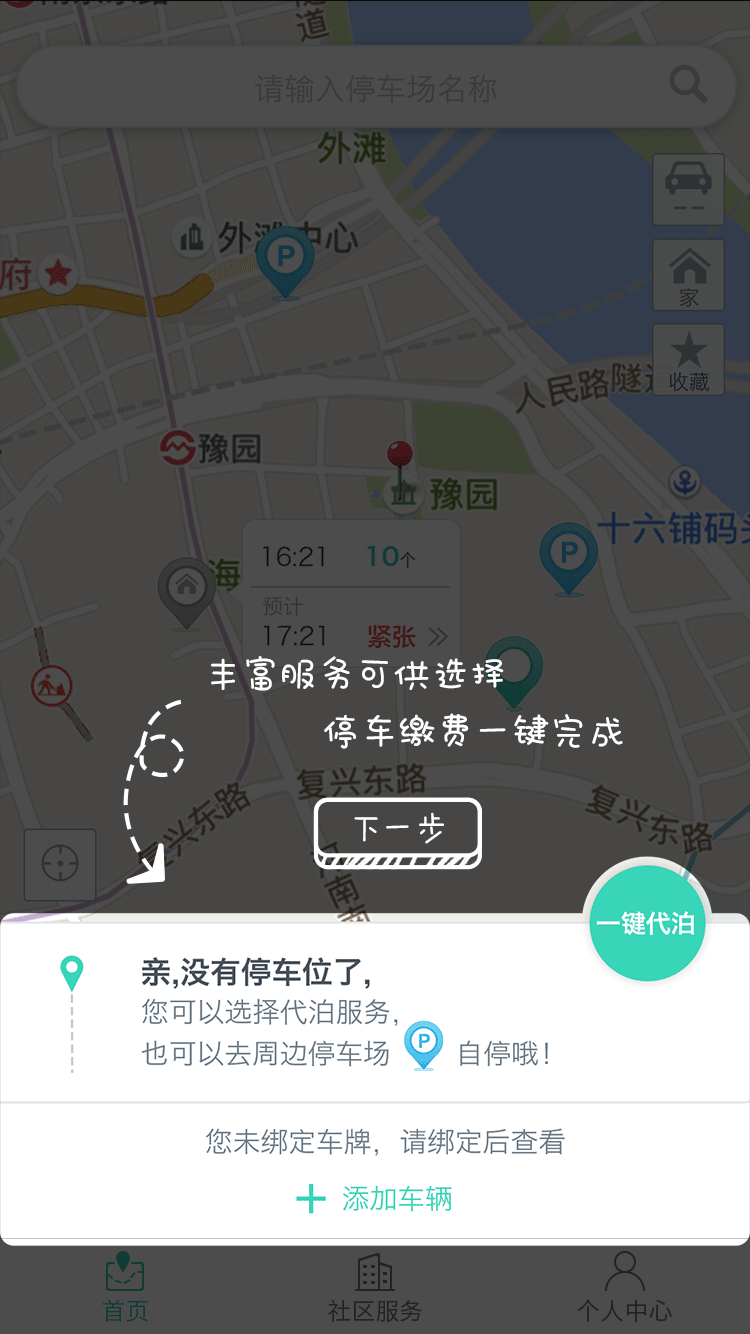 隧道
请输入停车场名称
外滩
外滩中心
府
家
收藏
人民路隧道
豫园
豫园
十六铺码头
16:21 10个
海
预计
17:21 紧张
丰富服务可供选择
停车缴费一键完成
复兴东路
复兴东路
复兴东路
下一步
河南南
一键代泊
亲,没有停车位了,
您可以选择代泊服务,
也可以去周边停车场 P 自停哦!
您未绑定车牌, 请绑定后查看
+ 添加车辆
首页 社区服务 个人中心